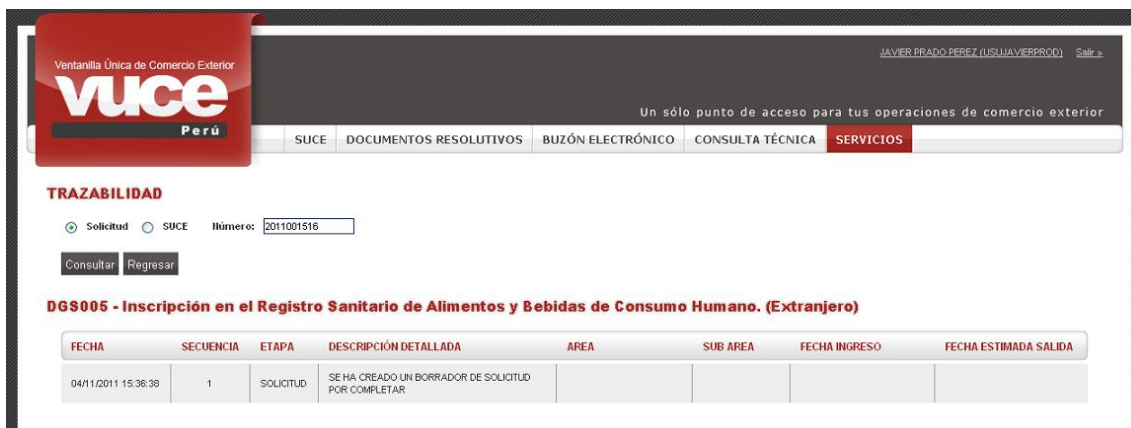 Ventanilla Única de Comercio Exterior
vuce
Perú
JAVIER PRADO PEREZ (USUJAVIERPROD) Salir »
Un sólo punto de acceso para tus operaciones de comercio exterior
SUCE DOCUMENTOS RESOLUTIVOS BUZÓN ELECTRÓNICO CONSULTA TÉCNICA SERVICIOS
TRAZABILIDAD
Solicitud SUCE Número: 2011001516
Consultar Regresar
DGS005 - Inscripción en el Registro Sanitario de Alimentos y Bebidas de Consumo Humano. (Extranjero)
FECHA SECUENCIA ETAPA DESCRIPCIÓN DETALLADA AREA SUB AREA FECHA INGRESO FECHA ESTIMADA SALIDA
04/11/2011 15:36:38 1 SOLICITUD SE HA CREADO UN BORRADOR DE SOLICITUD
POR COMPLETAR